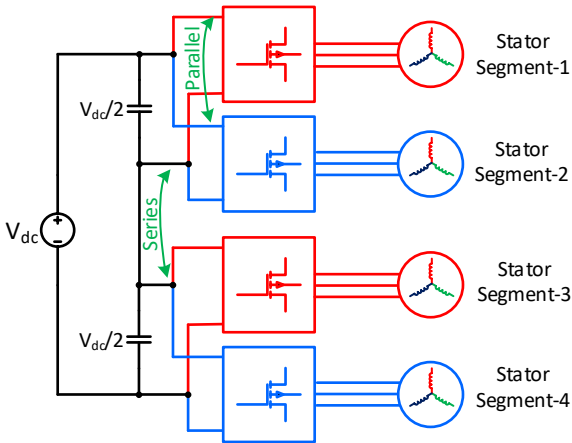 Parallel
Stator
Segment-1
Vdc/2
Stator
Segment-2
Series
Vdc
+
−
Stator
Segment-3
Vdc/2
Stator
Segment-4